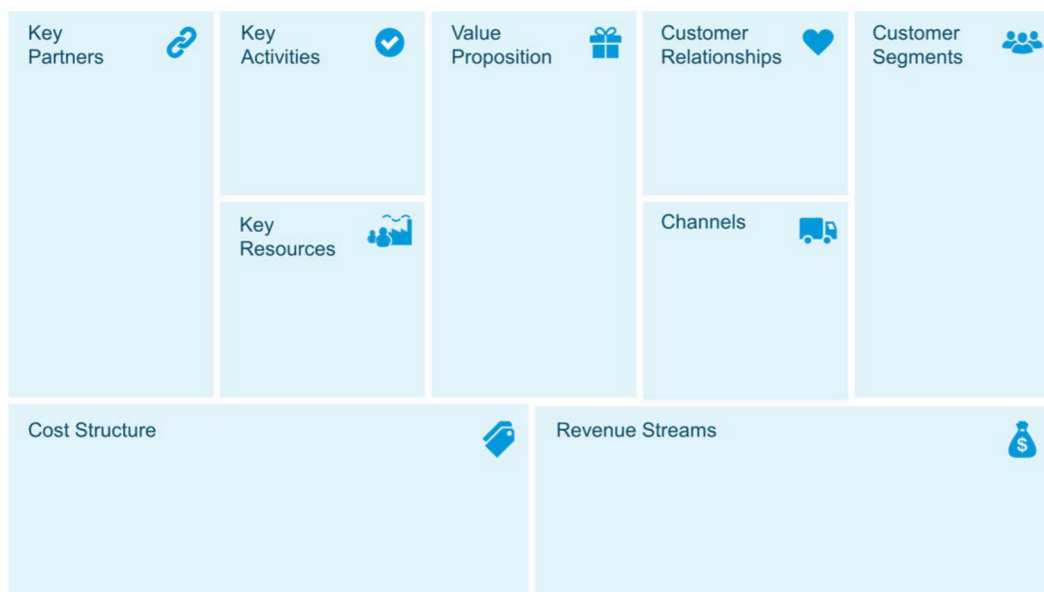 Key
Partners
Key
Activities
Value
Proposition
Customer
Relationships
Customer
Segments
Key
Resources
Channels
Cost Structure
Revenue Streams
$